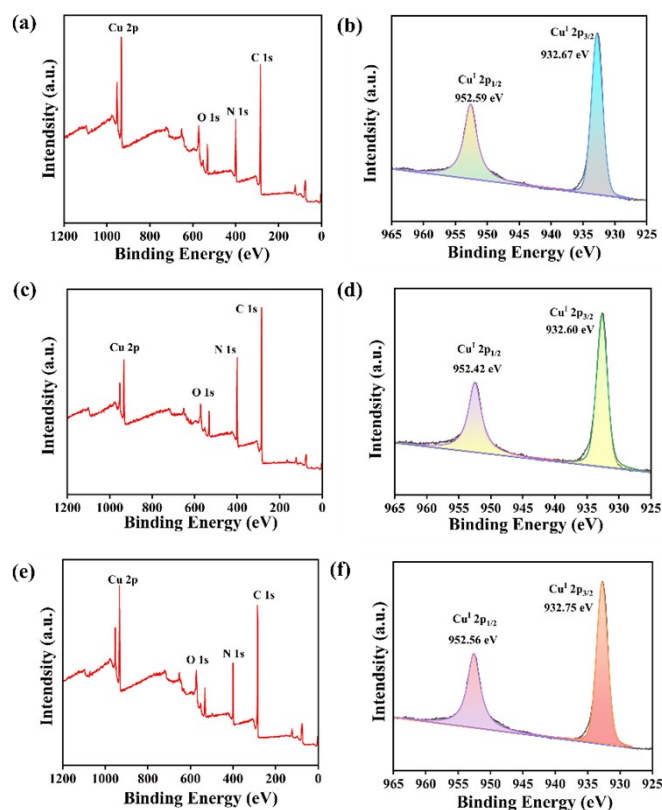 (a)
Cu 2p
C 1s
O 1s
N 1s
Intendsity (a.u.)
1200 1000 800 600 400 200 0
Binding Energy (eV)
(b)
Cuᴵ 2p3/2
932.67 eV
Cuᴵ 2p1/2
952.59 eV
Intendsity (a.u.)
965 960 955 950 945 940 935 930 925
Binding Energy (eV)
(c)
C 1s
N 1s
Cu 2p
O 1s
Intendsity (a.u.)
1200 1000 800 600 400 200 0
Binding Energy (eV)
(d)
Cuᴵ 2p3/2
932.60 eV
Cuᴵ 2p1/2
952.42 eV
Intendsity (a.u.)
965 960 955 950 945 940 935 930 925
Binding Energy (eV)
(e)
Cu 2p
C 1s
O 1s
N 1s
Intendsity (a.u.)
1200 1000 800 600 400 200 0
Binding Energy (eV)
(f)
Cuᴵ 2p3/2
932.75 eV
Cuᴵ 2p1/2
952.56 eV
Intendsity (a.u.)
965 960 955 950 945 940 935 930 925
Binding Energy (eV)